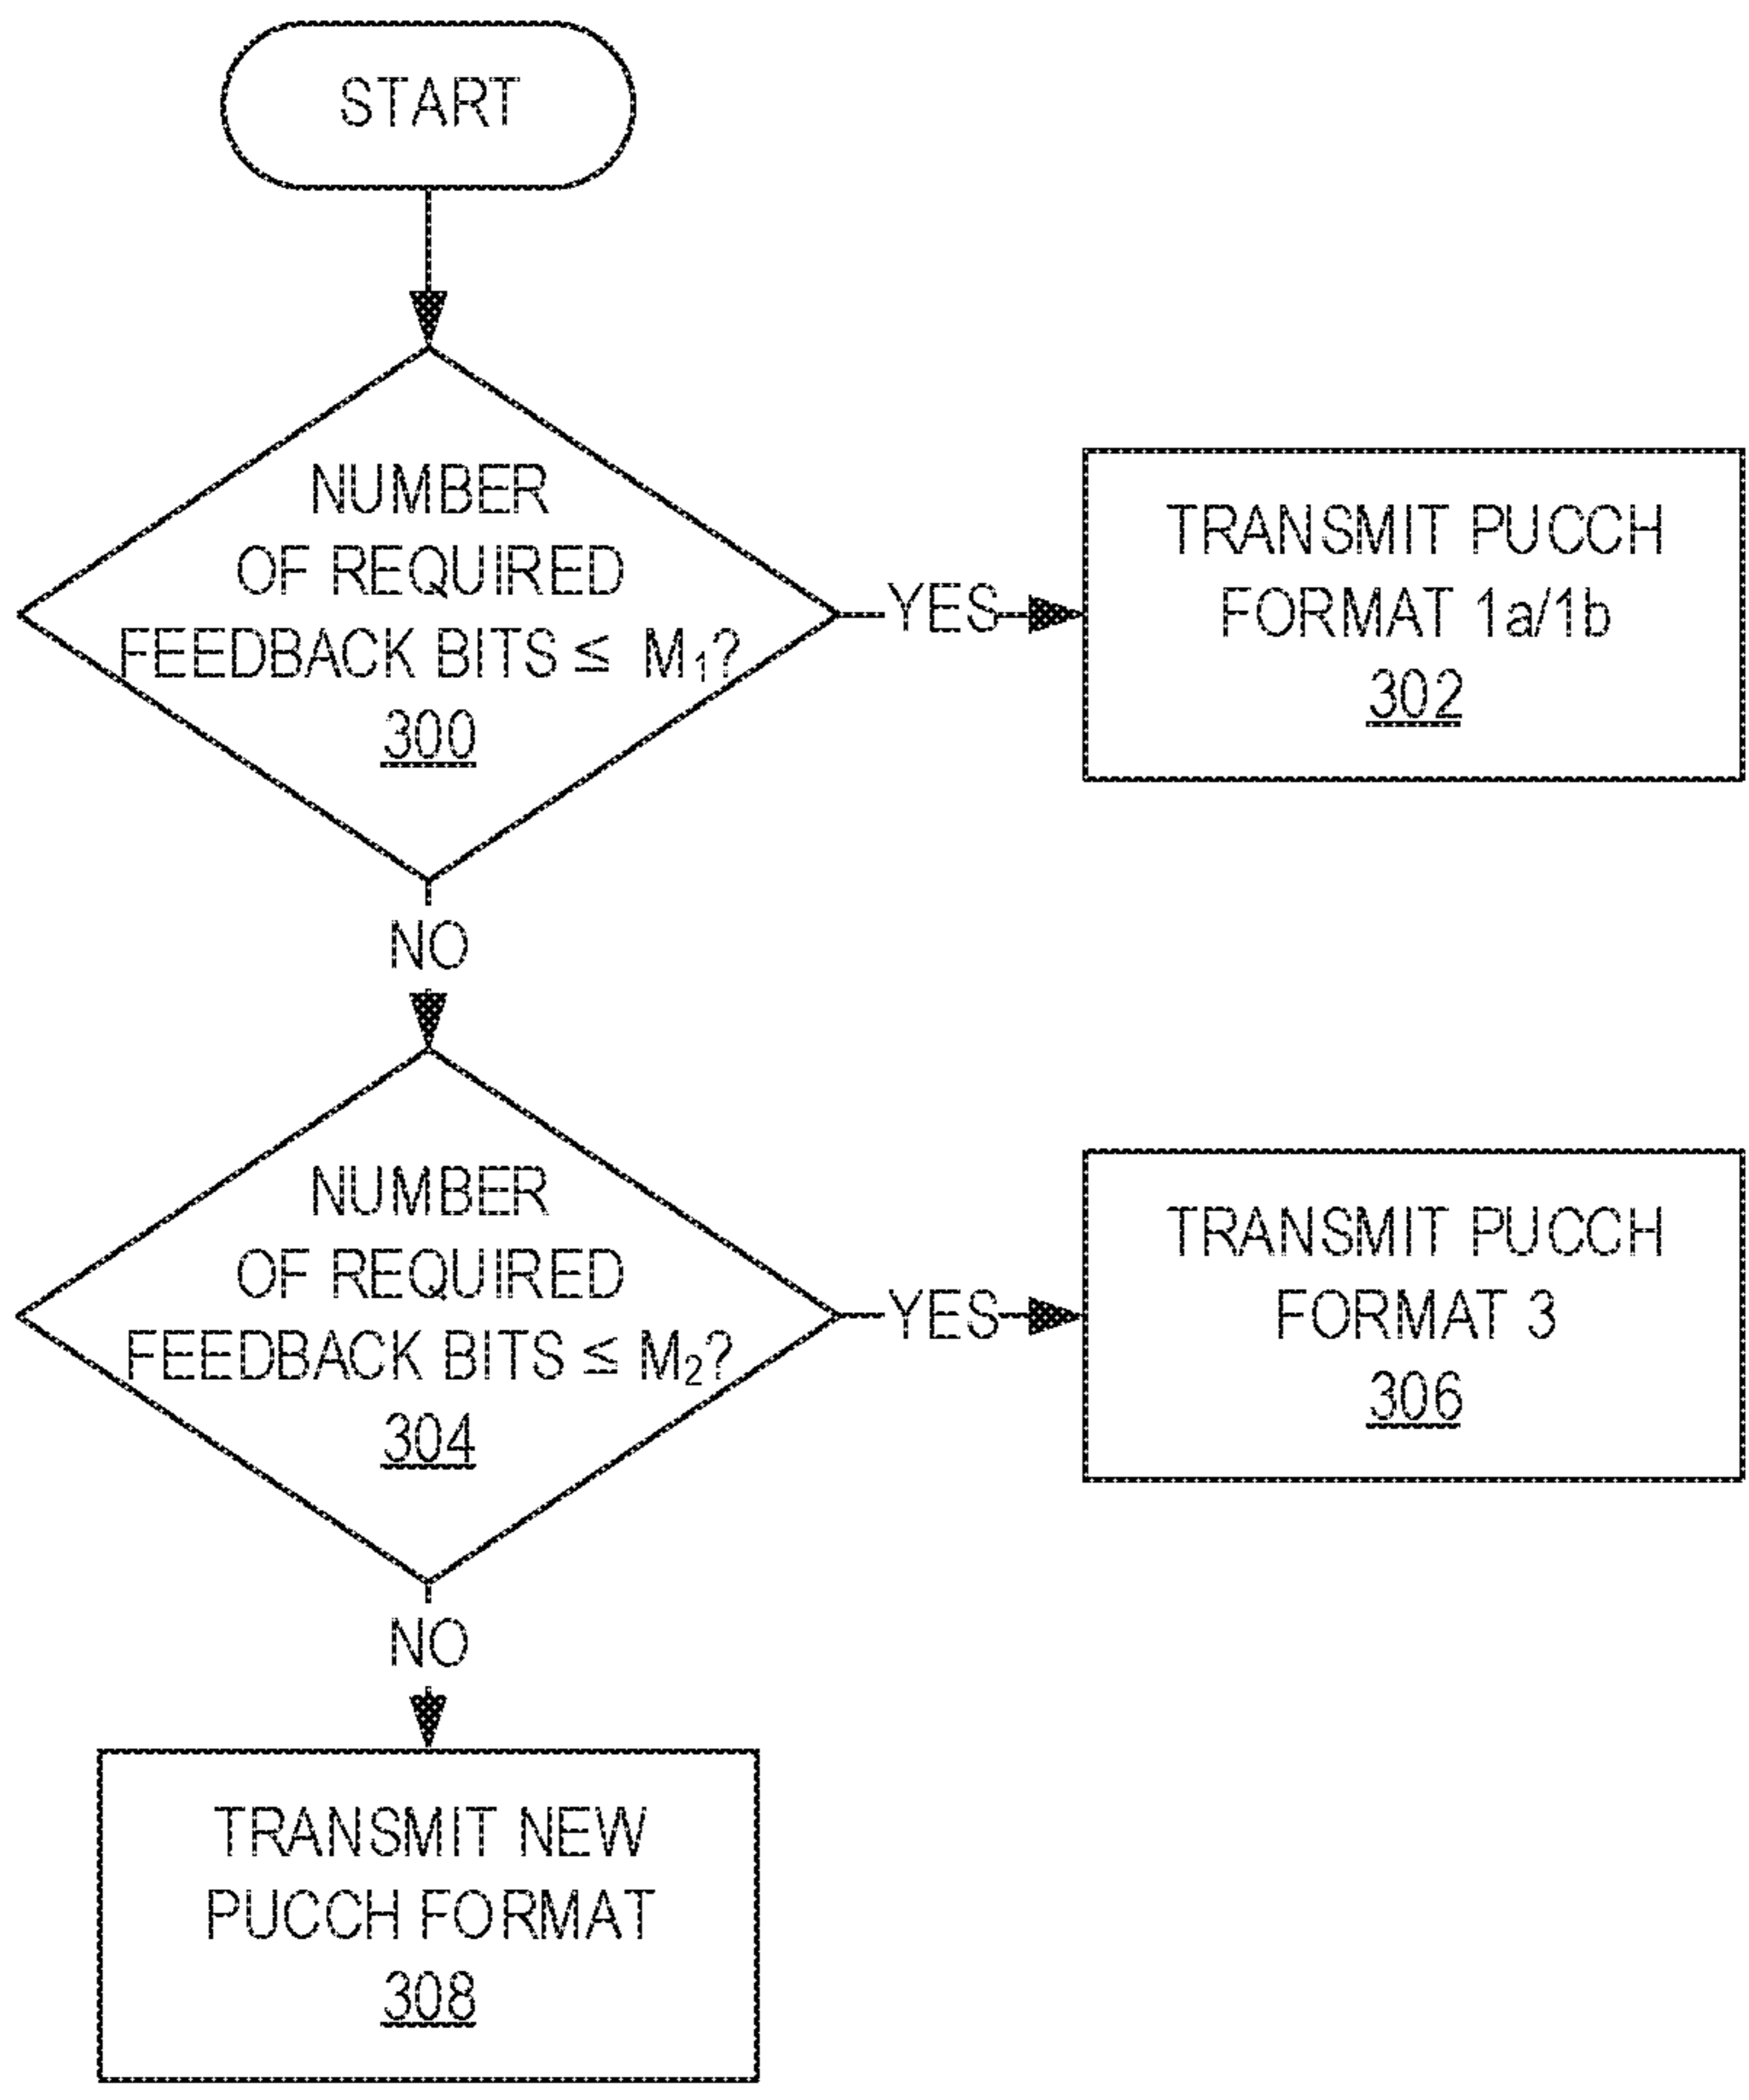 START
NUMBER
OF REQUIRED
FEEDBACK BITS ≤ M₁?
300
YES
TRANSMIT PUCCH
FORMAT 1a/1b
302
NO
NUMBER
OF REQUIRED
FEEDBACK BITS ≤ M₂?
304
YES
TRANSMIT PUCCH
FORMAT 3
306
NO
TRANSMIT NEW
PUCCH FORMAT
308